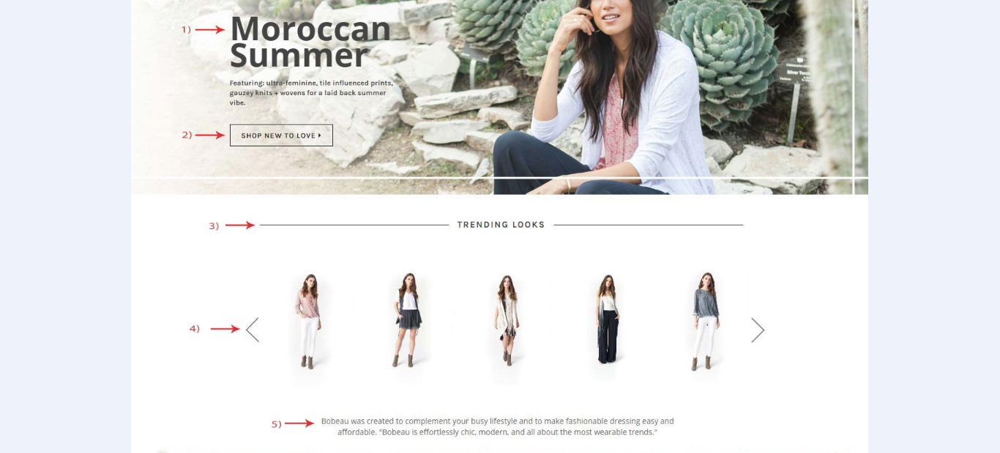 1)
Moroccan
Summer
Featuring: ultra-feminine, tile influenced prints,
gauzey knits + wovens for a laid back summer
vibe.
2)
SHOP NEW TO LOVE
3)
TRENDING LOOKS
4)
5)
Bobeau was created to complement your busy lifestyle and to make fashionable dressing easy and
affordable. "Bobeau is effortlessly chic, modern, and all about the most wearable trends."